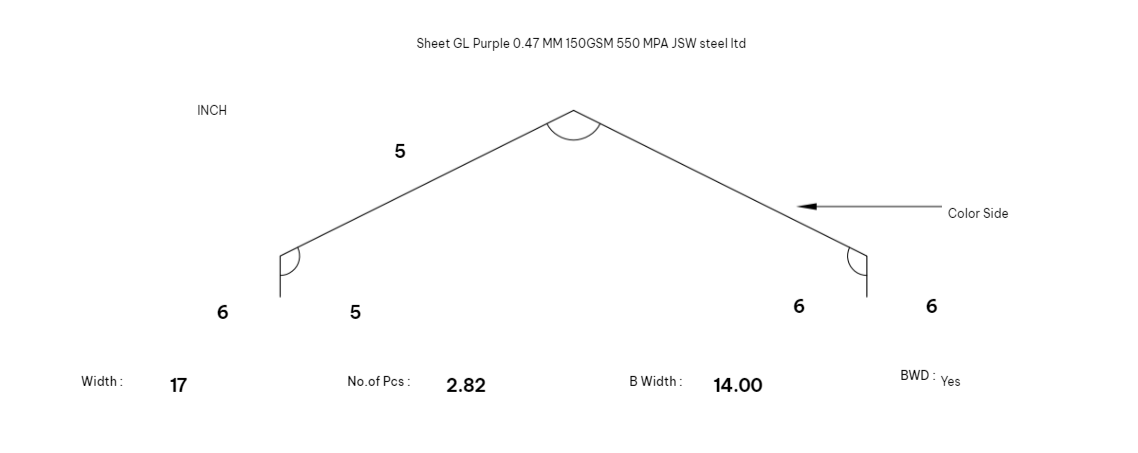 Sheet GL Purple 0.47 MM 150GSM 550 MPA JSW steel ltd
INCH
5
Color Side
6 5 6 6
Width : 17 No.of Pcs : 2.82 B Width : 14.00 BWD : Yes